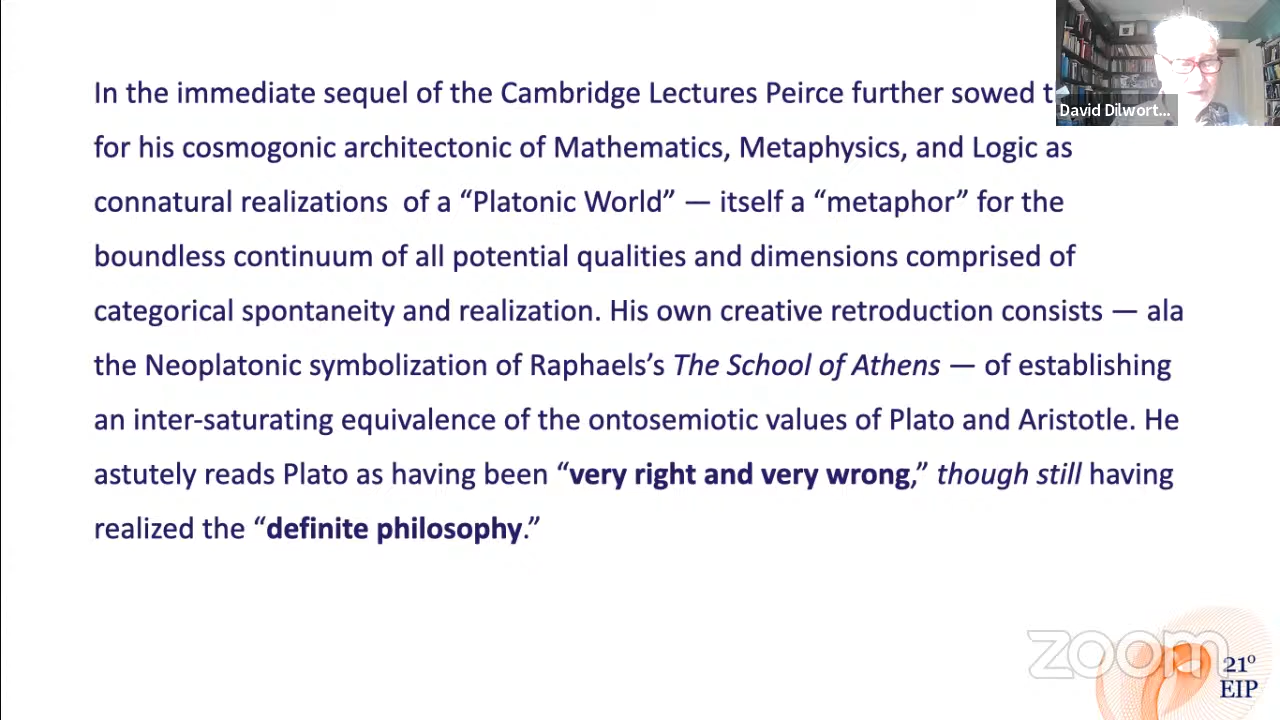 In the immediate sequel of the Cambridge Lectures Peirce further sowed
for his cosmogonic architectonic of Mathematics, Metaphysics, and Logic as
connatural realizations of a “Platonic World” — itself a “metaphor” for the
boundless continuum of all potential qualities and dimensions comprised of
categorical spontaneity and realization. His own creative retroduction consists — ala
the Neoplatonic symbolization of Raphaels’s The School of Athens — of establishing
an inter-saturating equivalence of the ontosemiotic values of Plato and Aristotle. He
astutely reads Plato as having been “very right and very wrong,” though still having
realized the “definite philosophy.”
David Dilwort...
zoom
21º
EIP